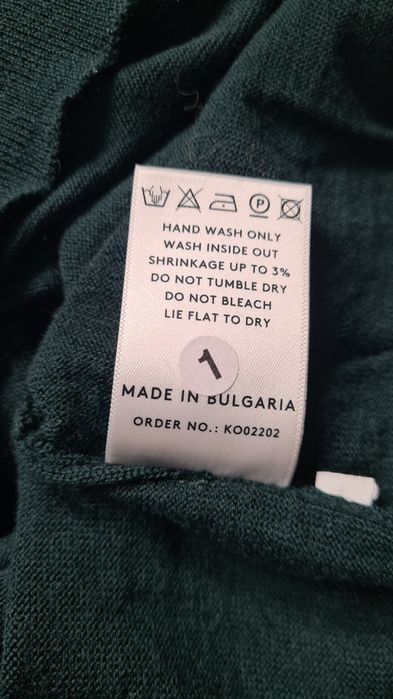 P
HAND WASH ONLY
WASH INSIDE OUT
SHRINKAGE UP TO 3%
DO NOT TUMBLE DRY
DO NOT BLEACH
LIE FLAT TO DRY
1
MADE IN BULGARIA
ORDER NO.: KO02202